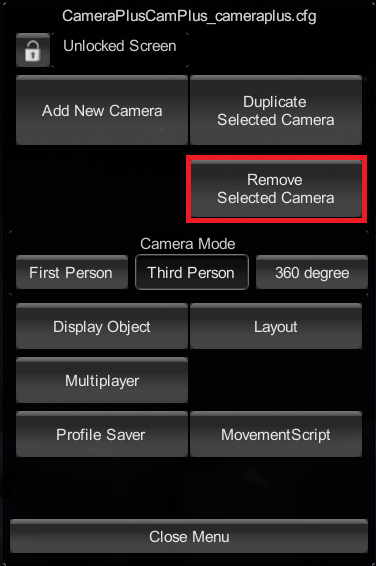 CameraPlusCamPlus_cameraplus.cfg
Unlocked Screen
Add New Camera
Duplicate
Selected Camera
Remove
Selected Camera
Camera Mode
First Person
Third Person
360 degree
Display Object
Layout
Multiplayer
Profile Saver
MovementScript
Close Menu